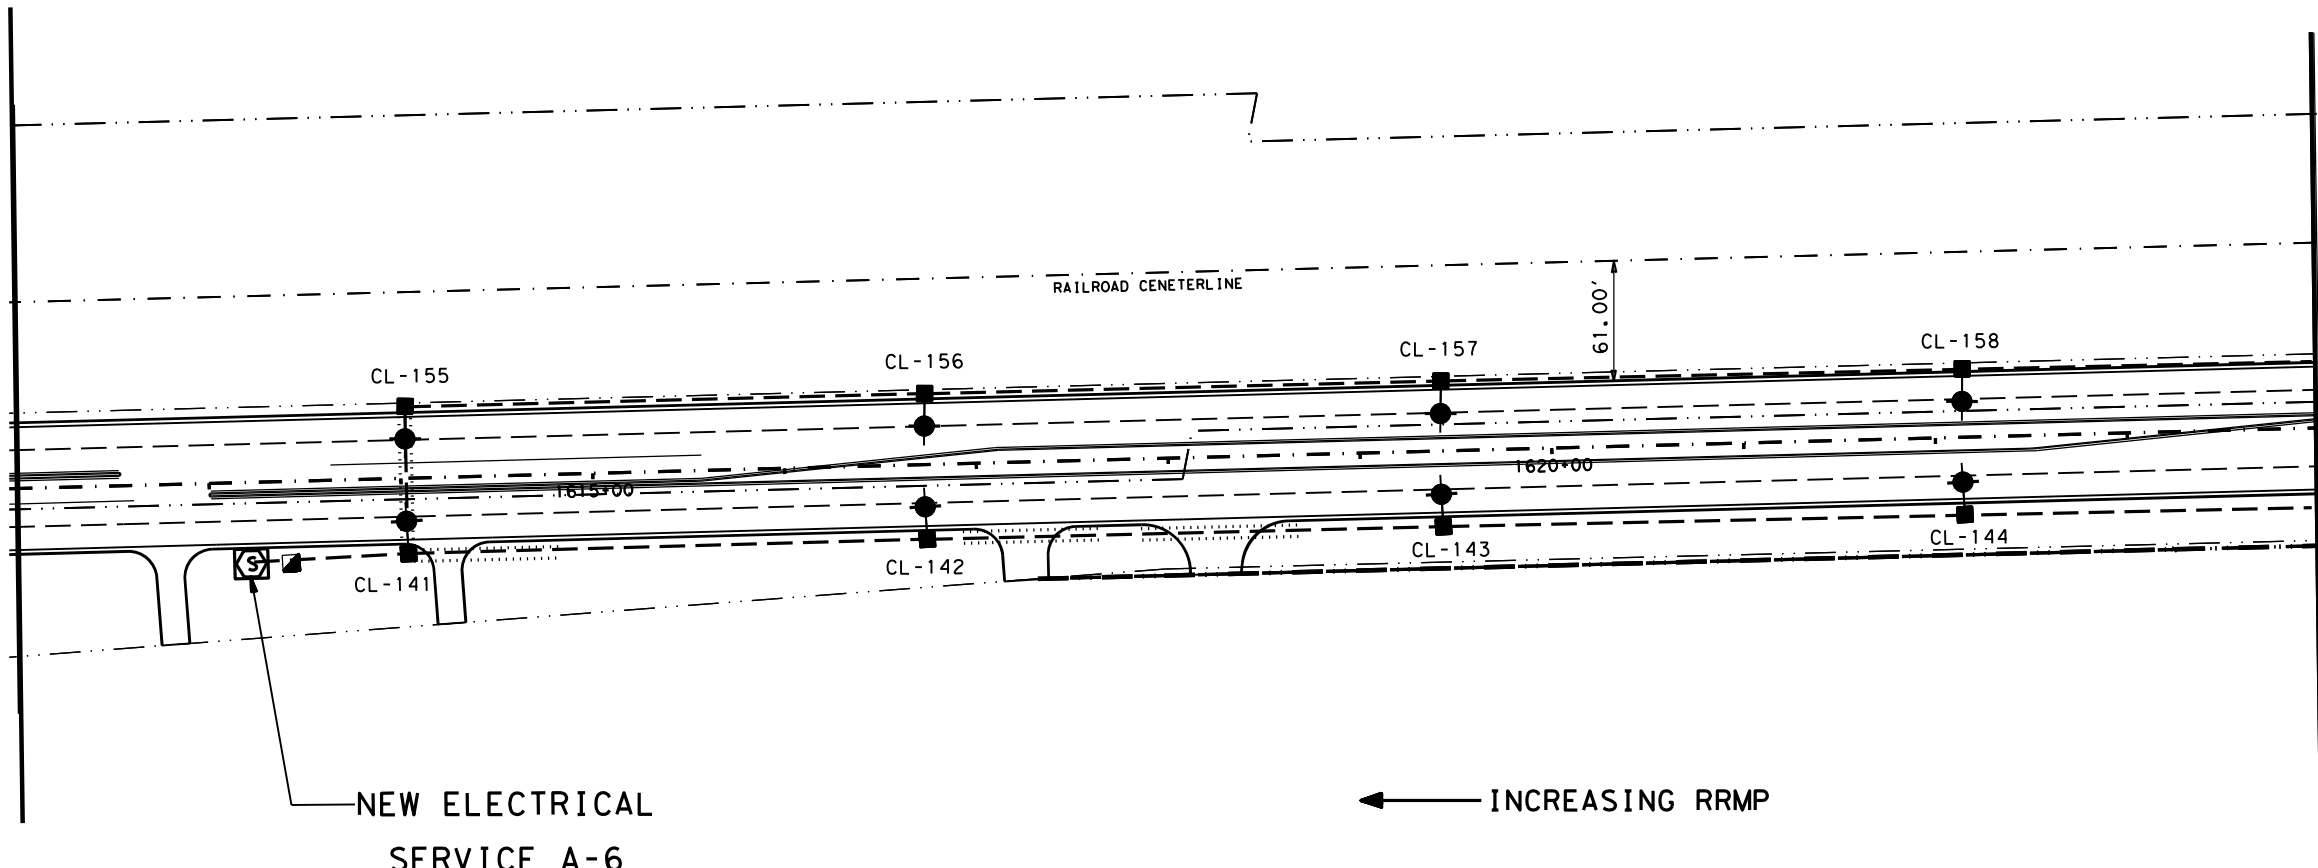 RAILROAD CENETERLINE
61.00'
CL-155
CL-156
CL-157
CL-158
1615+00
1620+00
S
CL-141
CL-142
CL-143
CL-144
NEW ELECTRICAL
SERVICE A-6
INCREASING RRMP